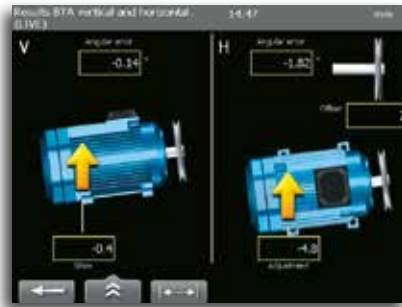 Results BTA vertical and horizontal. 14:47
(LIVE)
V
Angular error
-0.14 °
H
Angular error
-1.82 °
Offset
-0.4
Shim
-4.8
Adjustment